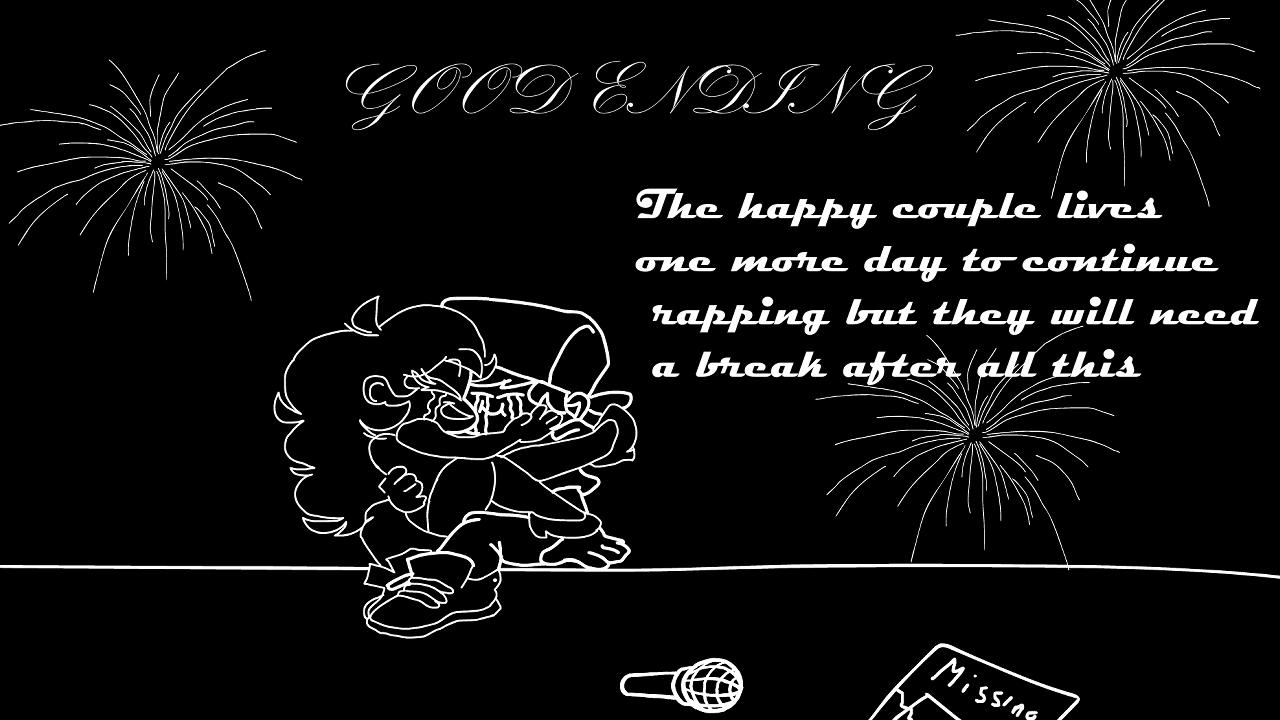 GOOD ENDING
The happy couple lives
one more day to continue
rapping but they will need
a break after all this
Missing